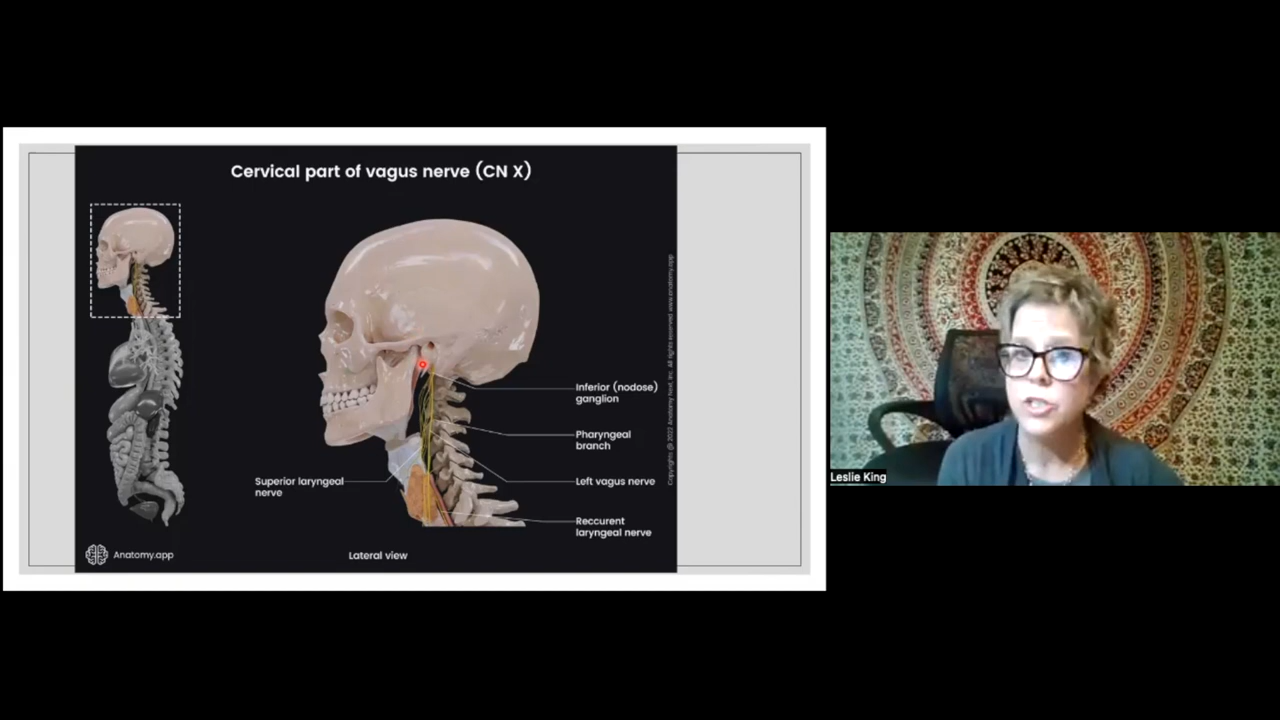 Cervical part of vagus nerve (CN X)
Inferior (nodose)
ganglion
Pharyngeal
branch
Superior laryngeal
nerve
Left vagus nerve
Reccurent
laryngeal nerve
Anatomy.app
Lateral view
Leslie King